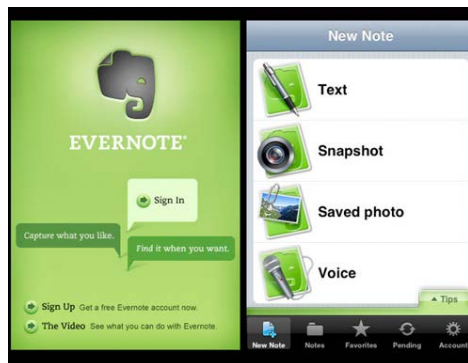 EVERNOTE®
Sign In
Capture what you like.
Find it when you want.
Sign Up Get a free Evernote account now.
The Video See what you can do with Evernote.
New Note
Text
Snapshot
Saved photo
Voice
Tips
New Note Notes Favorites Pending Account